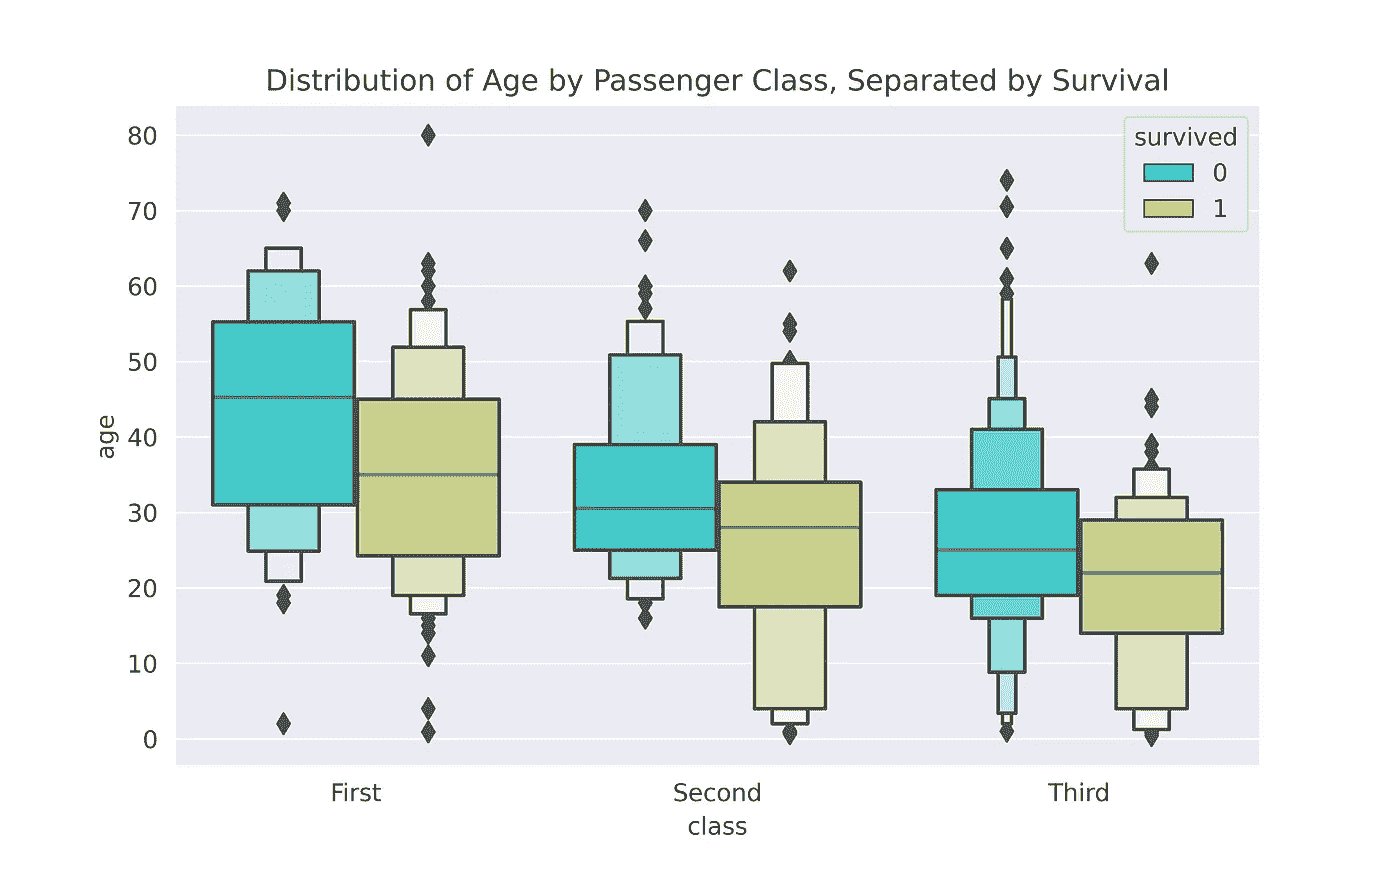 Distribution of Age by Passenger Class, Separated by Survival
survived
0
1
80
70
60
50
40
30
20
10
0
age
First Second Third
class